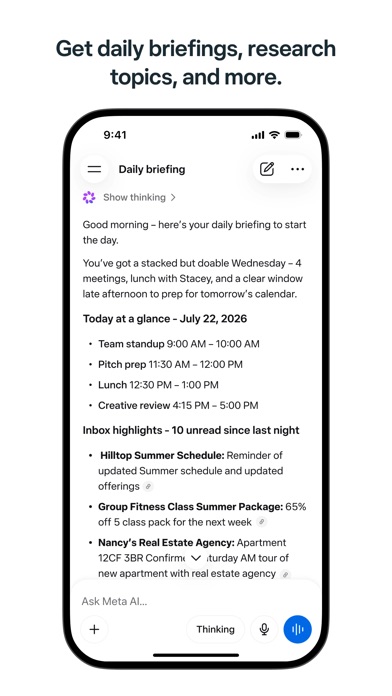 Get daily briefings, research
topics, and more.
9:41
Daily briefing
Show thinking
Good morning – here's your daily briefing to start
the day.
You've got a stacked but doable Wednesday – 4
meetings, lunch with Stacey, and a clear window
late afternoon to prep for tomorrow's calendar.
Today at a glance - July 22, 2026
• Team standup 9:00 AM – 10:00 AM
• Pitch prep 11:30 AM – 12:00 PM
• Lunch 12:30 PM – 1:00 PM
• Creative review 4:15 PM – 5:00 PM
Inbox highlights - 10 unread since last night
• Hilltop Summer Schedule: Reminder of
updated Summer schedule and updated
offerings
• Group Fitness Class Summer Package: 65%
off 5 class pack for the next week
• Nancy's Real Estate Agency: Apartment
12CF 3BR AM tour of
new apartment with real estate agency
Ask Meta AI...
Thinking